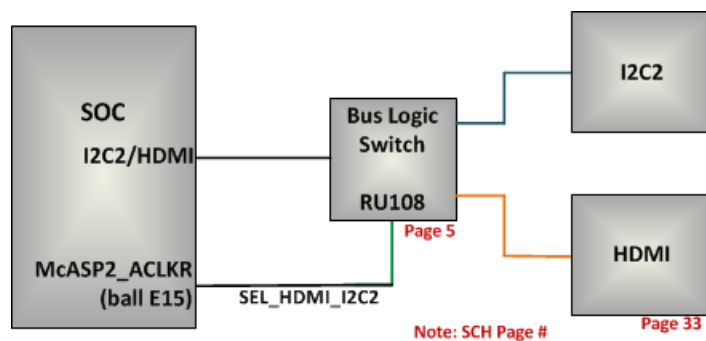 SOC
I2C2/HDMI
McASP2_ACLKR
(ball E15)
SEL_HDMI_I2C2
Bus Logic
Switch
RU108
Page 5
I2C2
HDMI
Page 33
Note: SCH Page #